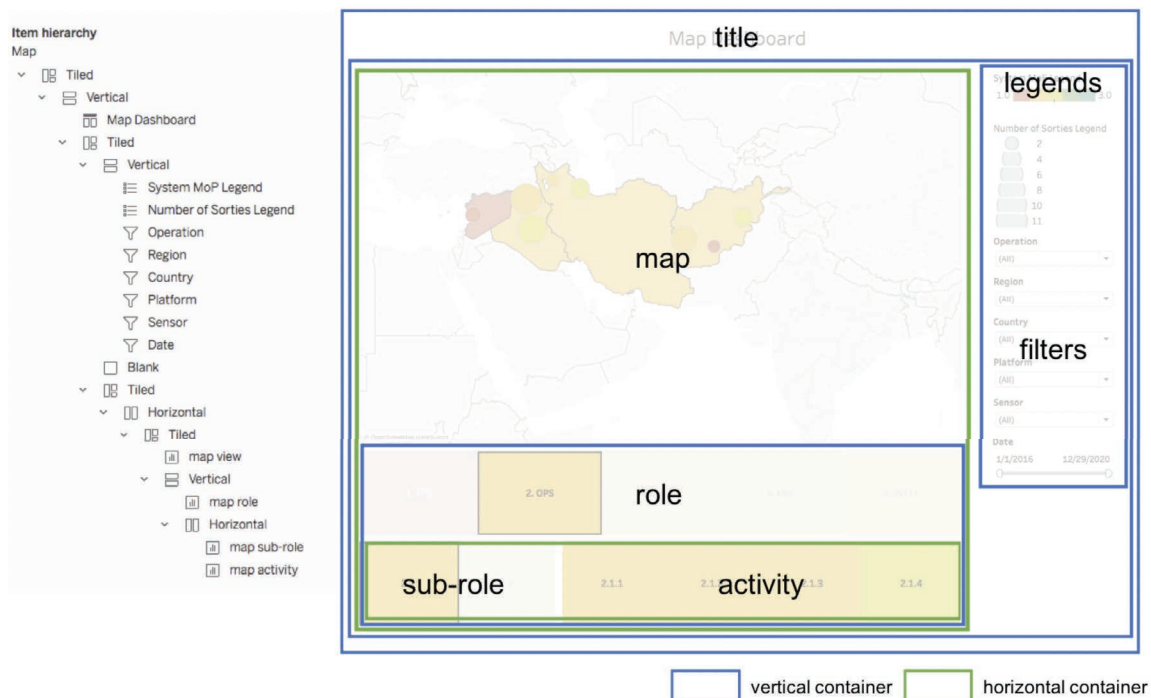 Item hierarchy
Map
Tiled
Vertical
Map Dashboard
Tiled
Vertical
System MoP Legend
Number of Sorties Legend
Operation
Region
Country
Platform
Sensor
Date
Blank
Tiled
Horizontal
Tiled
map view
Vertical
map role
Horizontal
map sub-role
map activity
title
map
role
2. OPS
sub-role
activity
2.1.1
2.1.3
2.1.4
legends
1.0
3.0
Number of Sorties Legend
2
4
6
8
10
11
Operation
(All)
Region
(All)
Country
(All)
filters
Platform
(All)
Sensor
(All)
Date
1/1/2016 12/29/2020
vertical container
horizontal container